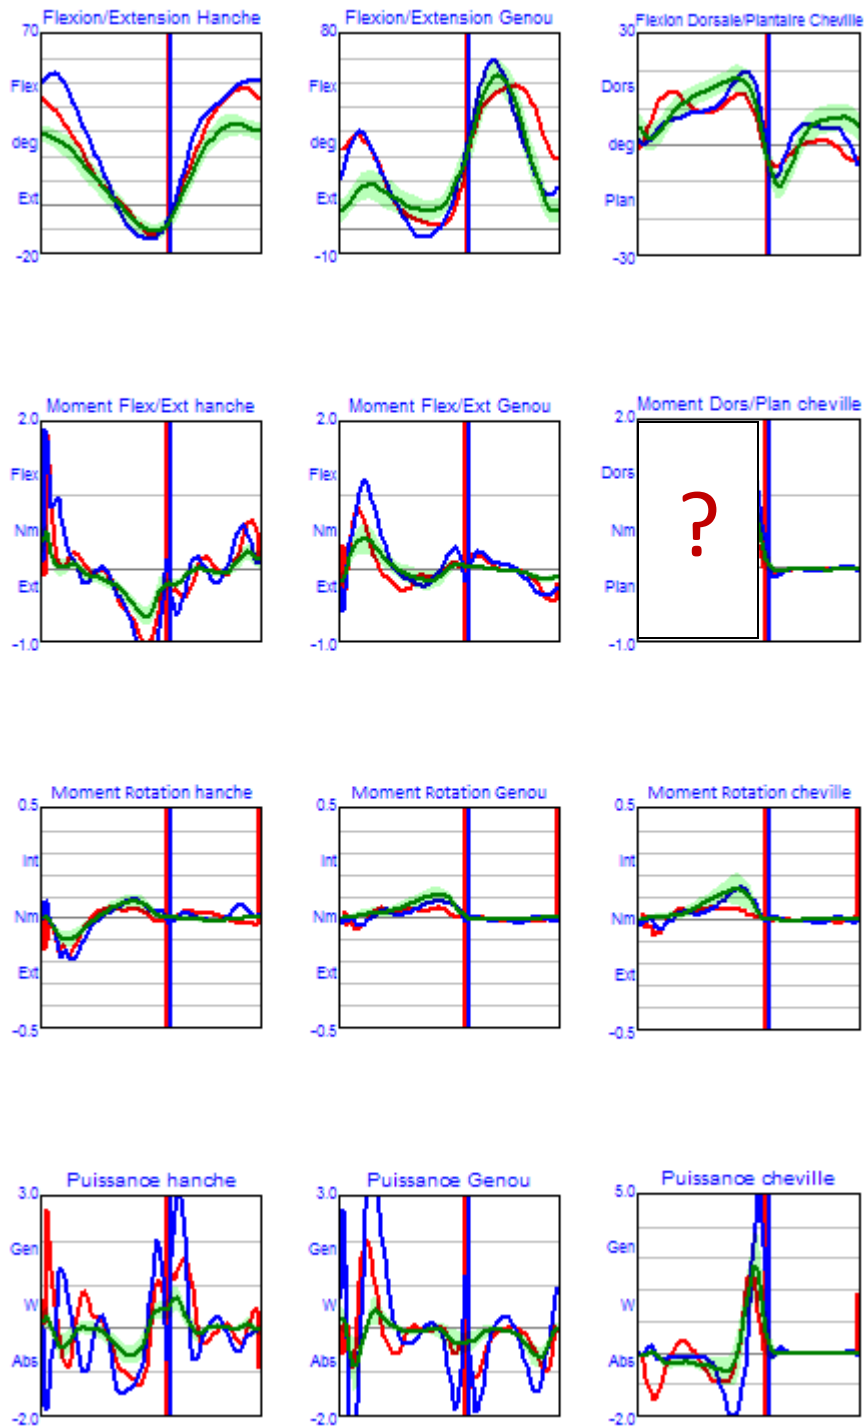 Flexion/Extension Hanche
70
Flex
deg
Ext
-20
Flexion/Extension Genou
80
Flex
deg
Ext
-10
Flexion Dorsale/Plantaire Cheville
30
Dors
deg
Plan
-30
Moment Flex/Ext hanche
2.0
Flex
Nm
Ext
-1.0
Moment Flex/Ext Genou
2.0
Flex
Nm
Ext
-1.0
Moment Dors/Plan cheville
2.0
Dors
Nm
Plan
-1.0
?
Moment Rotation hanche
0.5
Int
Nm
Ext
-0.5
Moment Rotation Genou
0.5
Int
Nm
Ext
-0.5
Moment Rotation cheville
0.5
Int
Nm
Ext
-0.5
Puissance hanche
3.0
Gen
W
Abs
-2.0
Puissance Genou
3.0
Gen
W
Abs
-2.0
Puissance cheville
5.0
Gen
W
Abs
-2.0